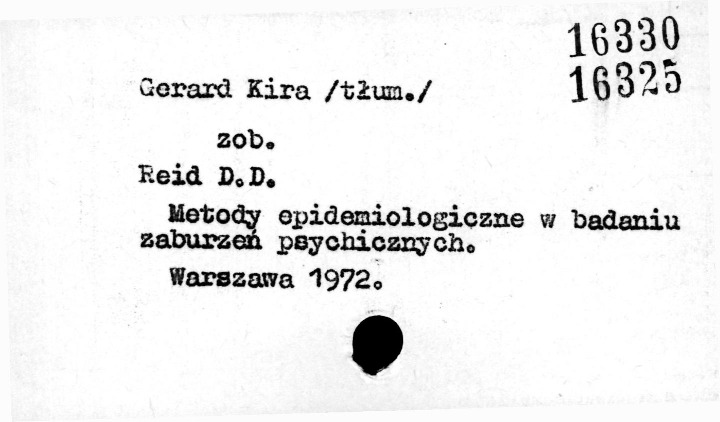 16330
16325
Gerard Kira /tłum./
zob.
Reid D.D.
Metody epidemiologiczne w badaniu
zaburzeń psychicznych.
Warszawa 1972.